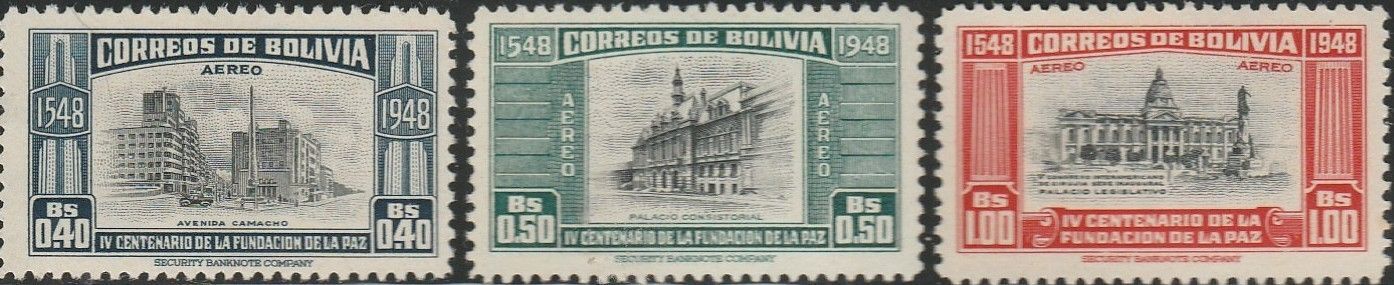 CORREOS DE BOLIVIA
AEREO
1548 1948
AVENIDA CAMACHO
Bs 0.40 Bs 0.40
IV CENTENARIO DE LA FUNDACION DE LA PAZ
SECURITY BANKNOTE COMPANY
1548 CORREOS DE BOLIVIA 1948
AEREO AEREO
PALACIO CONSISTORIAL
Bs 0.50 Bs 0.50
IV CENTENARIO DE LA FUNDACION DE LA PAZ
SECURITY BANKNOTE COMPANY
1548 CORREOS DE BOLIVIA 1948
AEREO AEREO
PALACIO LEGISLATIVO
Bs 1.00 Bs 1.00
IV CENTENARIO DE LA
FUNDACION DE LA PAZ
SECURITY BANKNOTE COMPANY